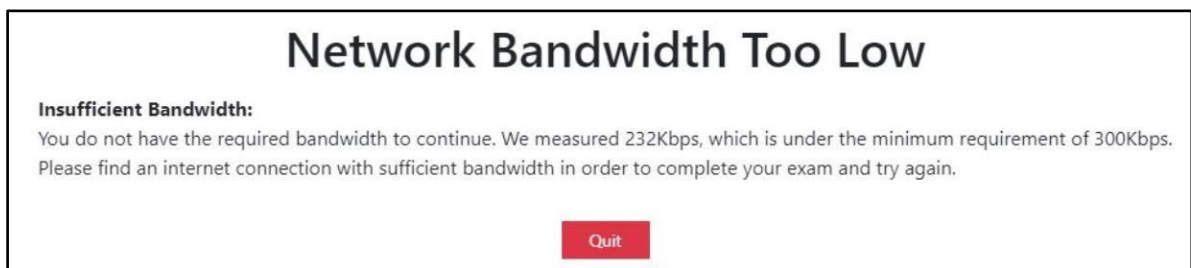 Network Bandwidth Too Low
Insufficient Bandwidth:
You do not have the required bandwidth to continue. We measured 232Kbps, which is under the minimum requirement of 300Kbps.
Please find an internet connection with sufficient bandwidth in order to complete your exam and try again.
Quit